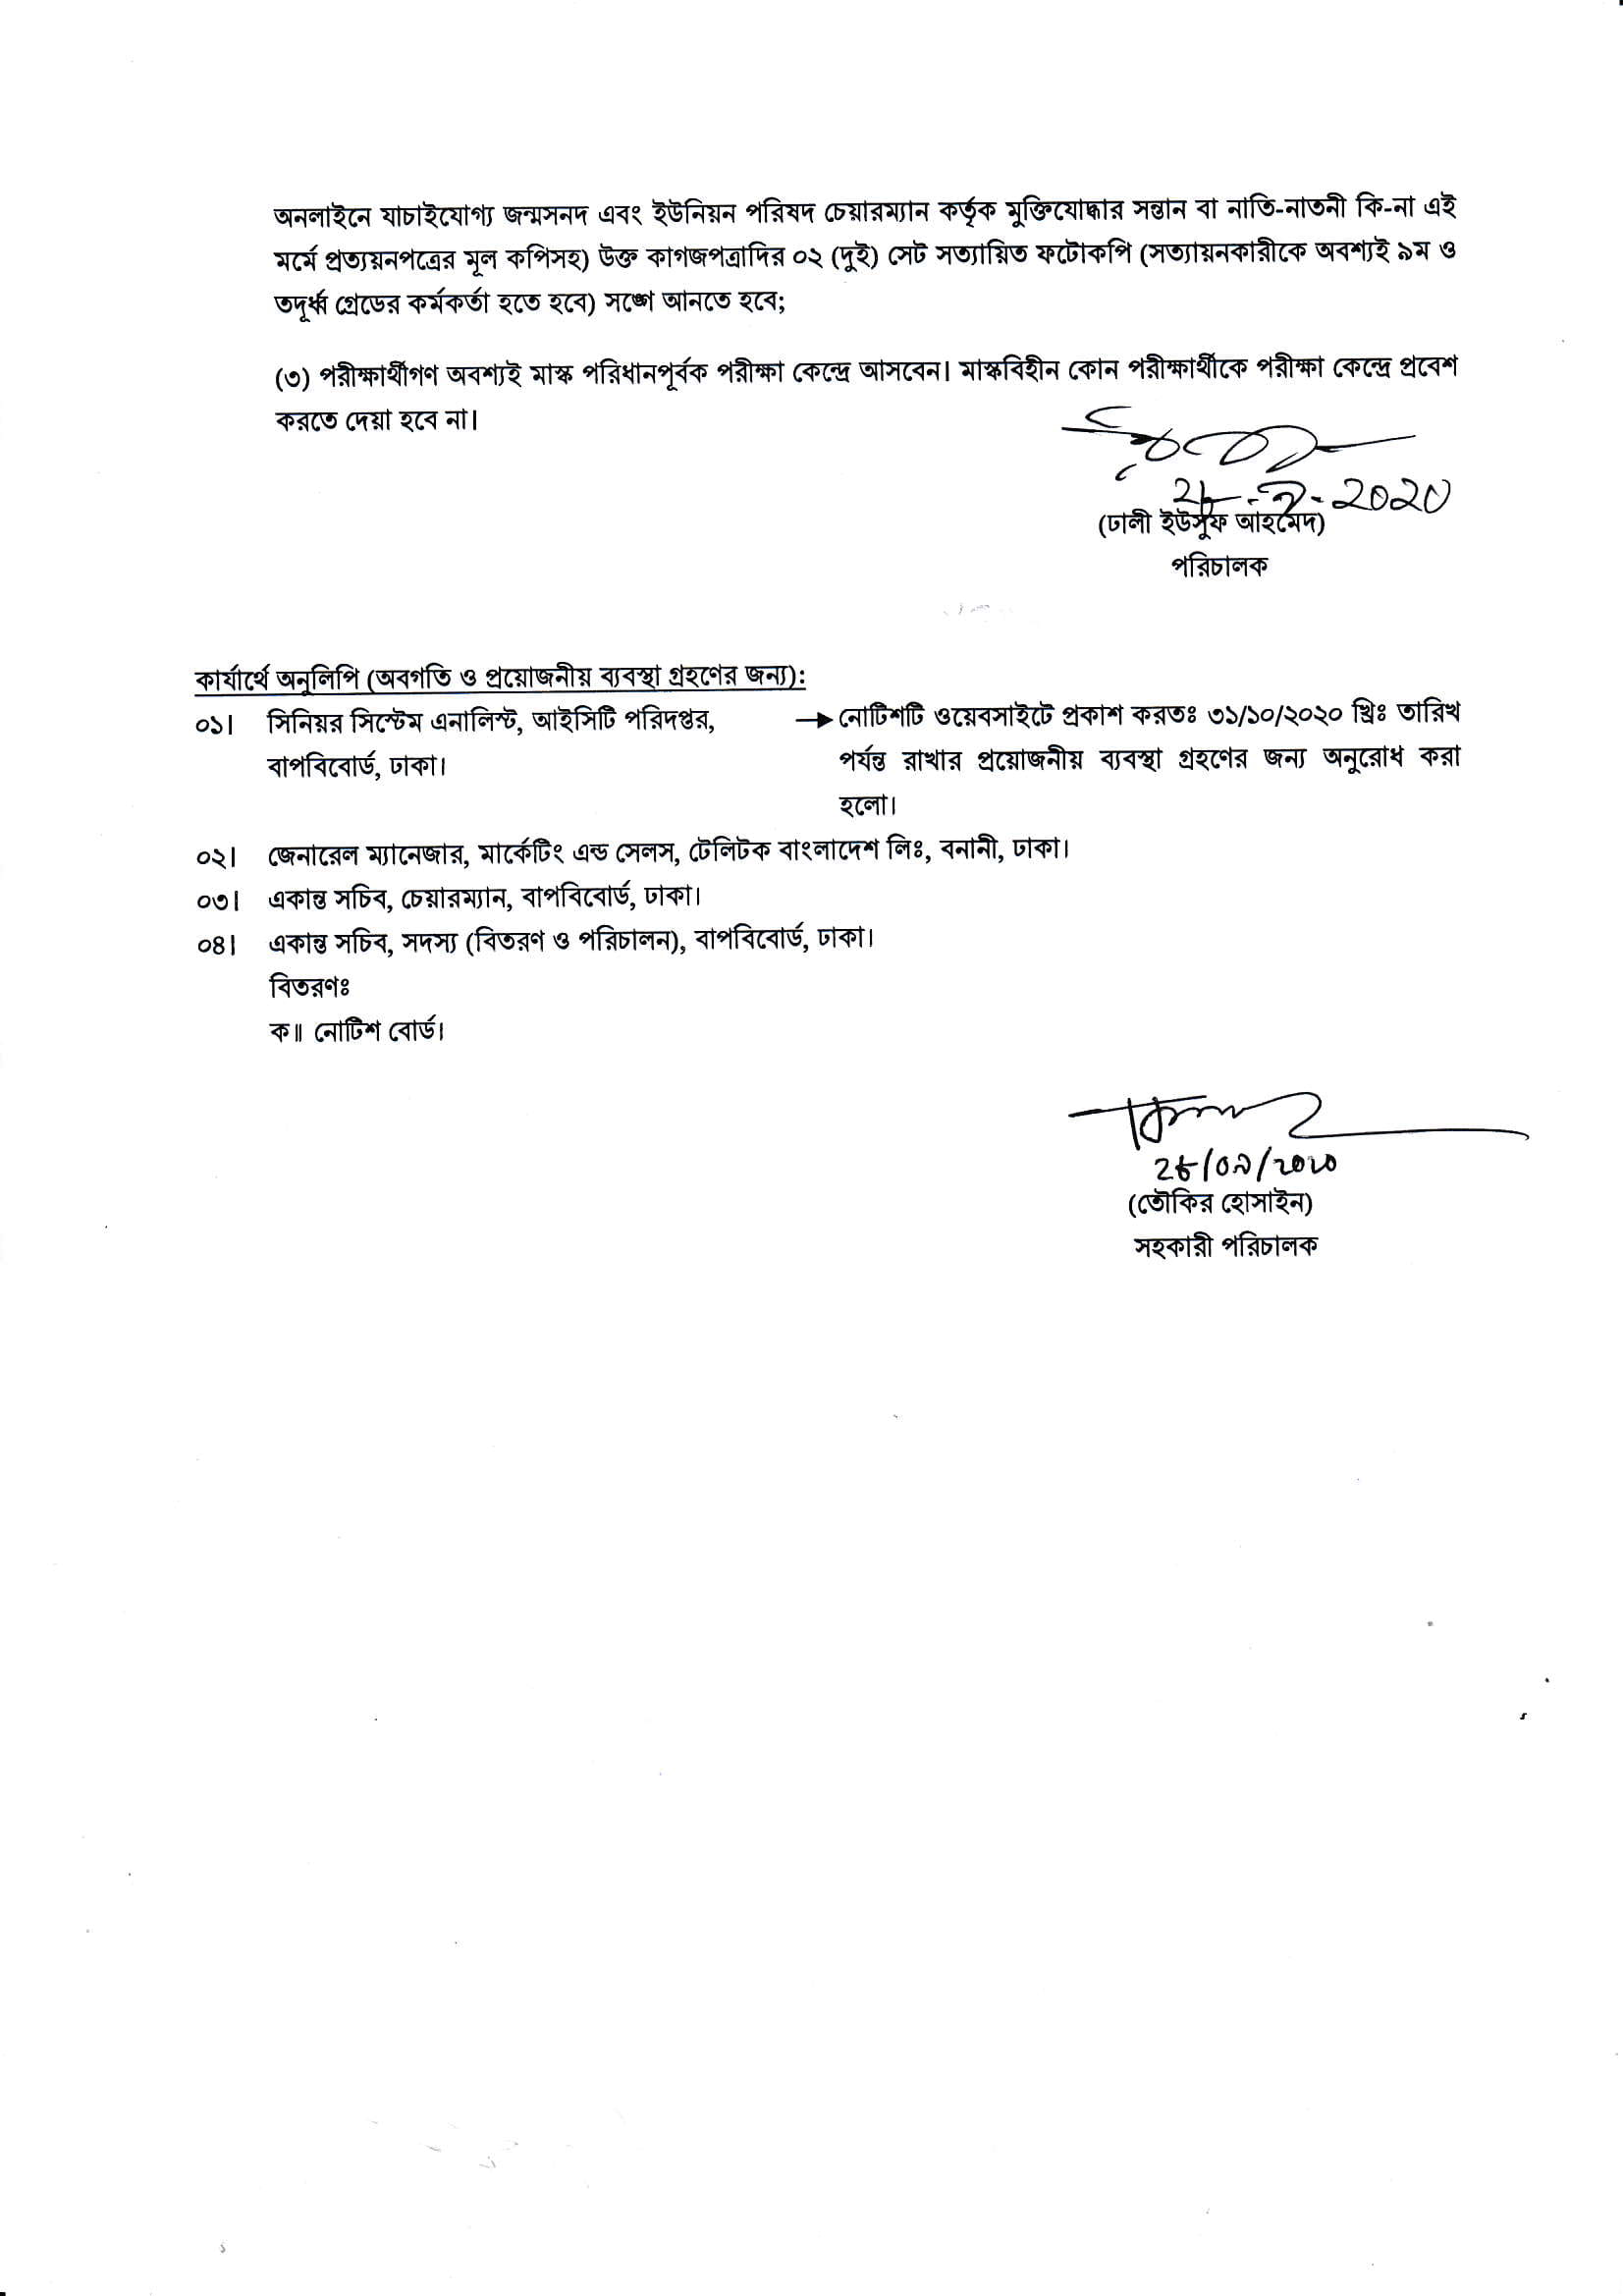 অনলাইনে যাচাইযোগ্য জন্মসনদ এবং ইউনিয়ন পরিষদ চেয়ারম্যান কর্তৃক মুক্তিযোদ্ধার সন্তান বা নাতি-নাতনী কি-না এই
মর্মে প্রত্যয়নপত্রের মূল কপিসহ) উক্ত কাগজপত্রাদির ০২ (দুই) সেট সত্যায়িত ফটোকপি (সত্যায়নকারীকে অবশ্যই ৯ম ও
তদূর্ধ্ব গ্রেডের কর্মকর্তা হতে হবে) সঙ্গে আনতে হবে;
(৩) পরীক্ষার্থীগণ অবশ্যই মাস্ক পরিধানপূর্বক পরীক্ষা কেন্দ্রে আসবেন। মাস্কবিহীন কোন পরীক্ষার্থীকে পরীক্ষা কেন্দ্রে প্রবেশ
করতে দেয়া হবে না।
2020
(ঢালী ইউসুফ আহমেদ)
পরিচালক
কার্যার্থে অনুলিপি (অবগতি ও প্রয়োজনীয় ব্যবস্থা গ্রহণের জন্য):
০১। সিনিয়র সিস্টেম এনালিস্ট, আইসিটি পরিদপ্তর, → নোটিশটি ওয়েবসাইটে প্রকাশ করতঃ ৩১/১০/২০২০ খ্রিঃ তারিখ
বাপবিবোর্ড, ঢাকা। পর্যন্ত রাখার প্রয়োজনীয় ব্যবস্থা গ্রহণের জন্য অনুরোধ করা
হলো।
০২। জেনারেল ম্যানেজার, মার্কেটিং এন্ড সেলস, টেলিটক বাংলাদেশ লিঃ, বনানী, ঢাকা।
০৩। একান্ত সচিব, চেয়ারম্যান, বাপবিবোর্ড, ঢাকা।
০৪। একান্ত সচিব, সদস্য (বিতরণ ও পরিচালন), বাপবিবোর্ড, ঢাকা।
বিতরণঃ
ক॥ নোটিশ বোর্ড।
(তৌকির হোসাইন)
সহকারী পরিচালক